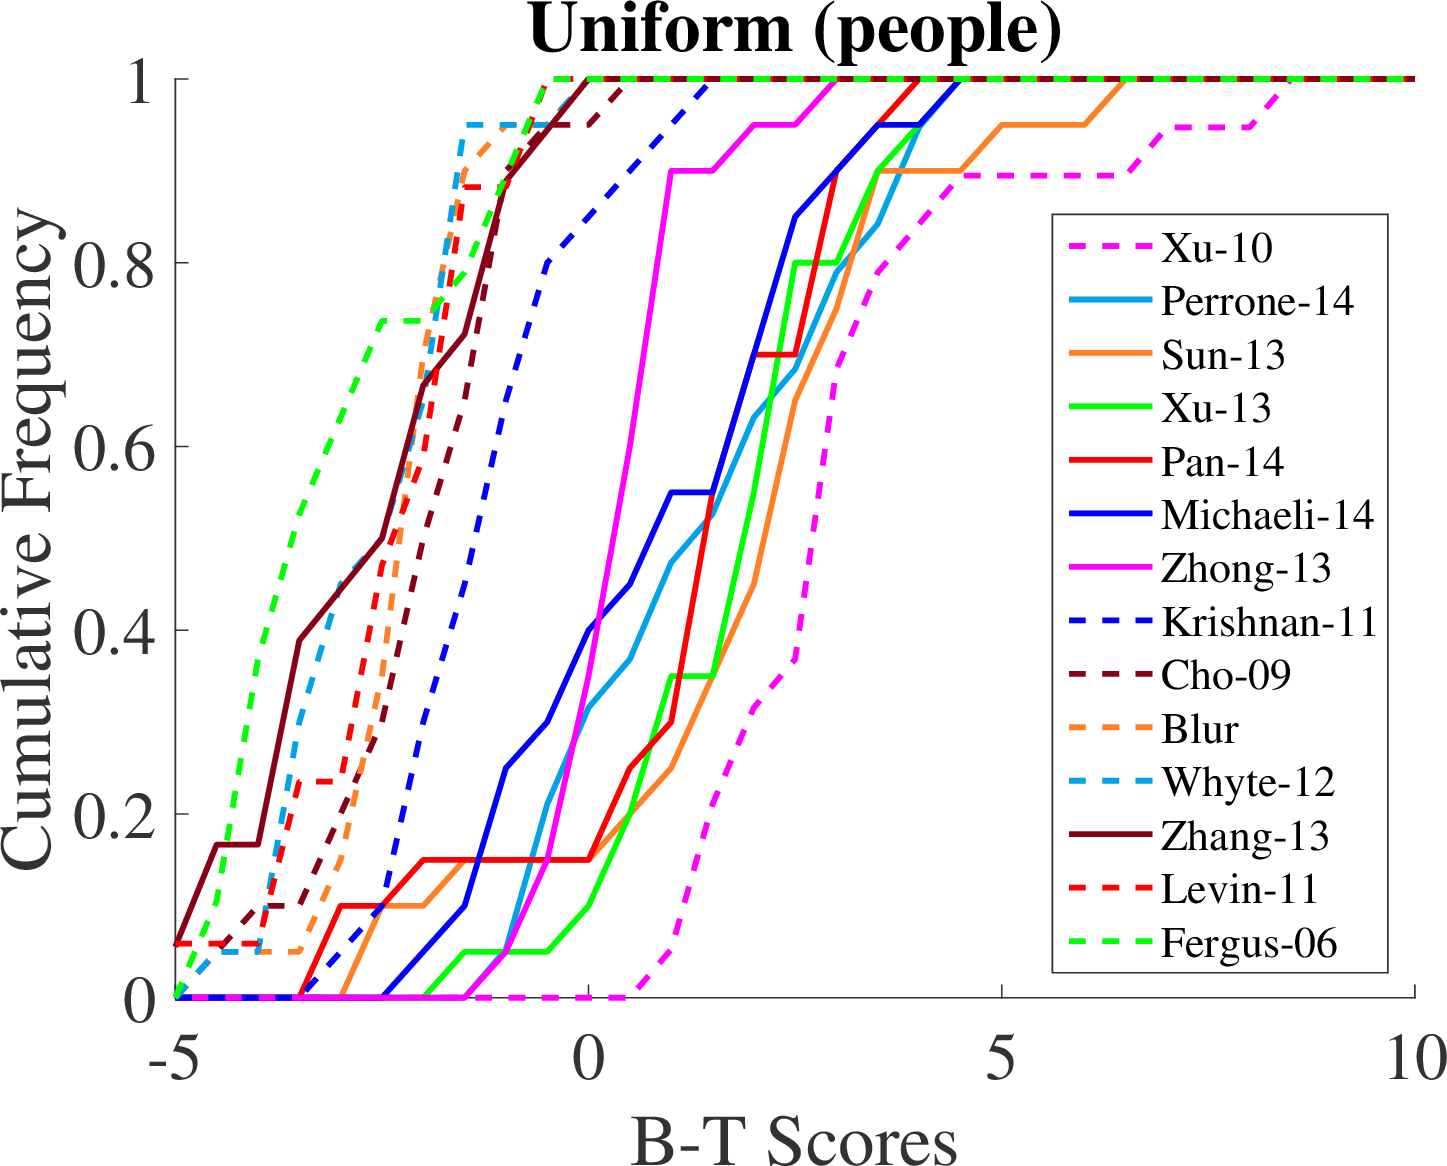 Uniform (people)
1
0.8
0.6
0.4
0.2
0
Cumulative Frequency
-5
0
5
10
B-T Scores
Xu-10
Perrone-14
Sun-13
Xu-13
Pan-14
Michaeli-14
Zhong-13
Krishnan-11
Cho-09
Blur
Whyte-12
Zhang-13
Levin-11
Fergus-06